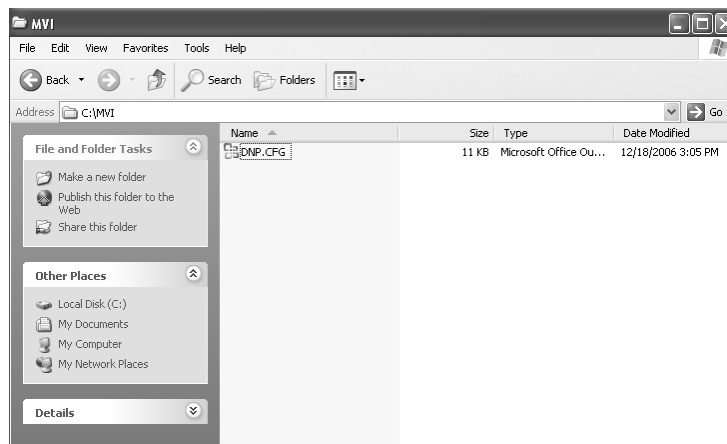 MVI
File Edit View Favorites Tools Help
Back Search Folders
Address C:\MVI Go
Name Size Type Date Modified
DNP.CFG 11 KB Microsoft Office Ou... 12/18/2006 3:05 PM
File and Folder Tasks
Make a new folder
Publish this folder to the
Web
Share this folder
Other Places
Local Disk (C:)
My Documents
My Computer
My Network Places
Details